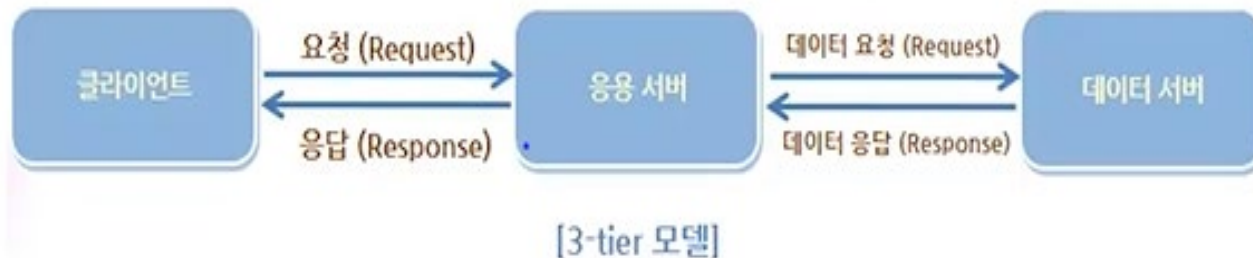 요청 (Request)
데이터 요청 (Request)
클라이언트
응용 서버
데이터 서버
응답 (Response)
데이터 응답 (Response)
[3-tier 모델]